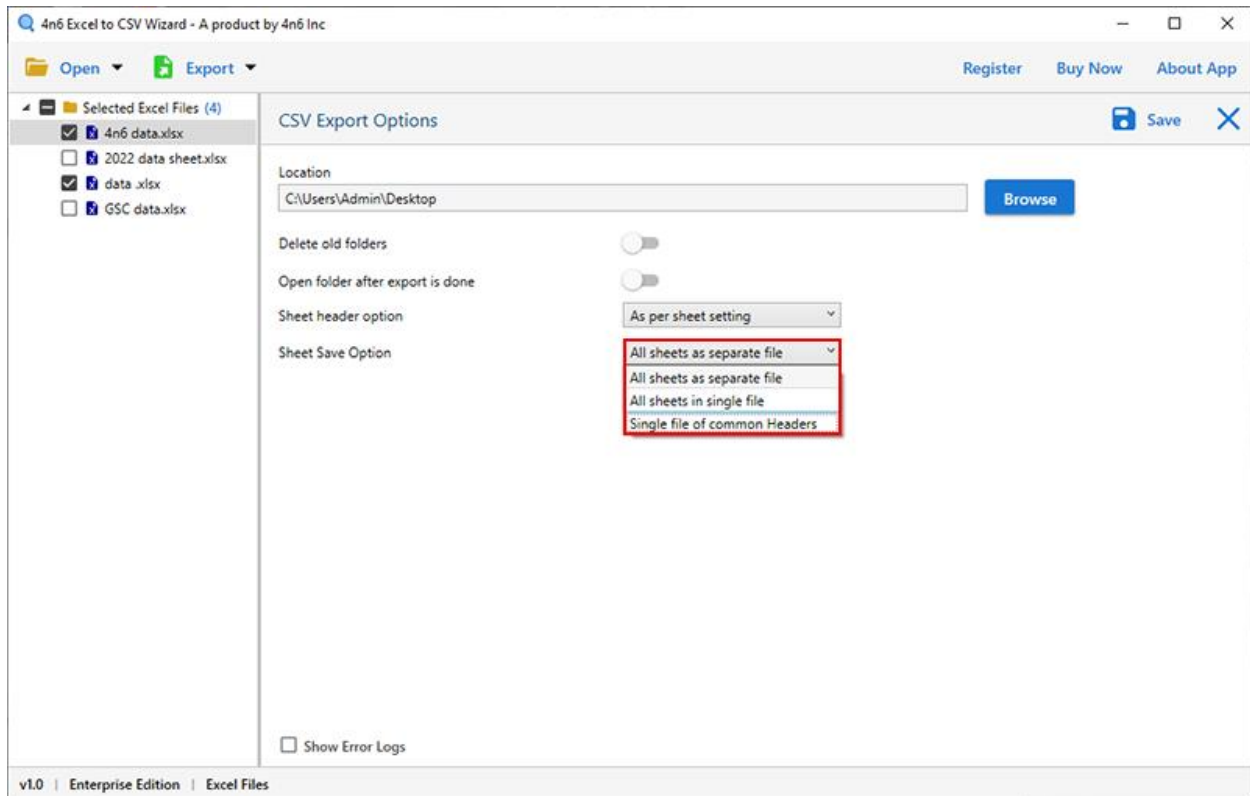 4n6 Excel to CSV Wizard - A product by 4n6 Inc
Open Export Register Buy Now About App
Selected Excel Files (4)
4n6 data.xlsx
2022 data sheet.xlsx
data .xlsx
GSC data.xlsx
CSV Export Options Save
Location
C:\Users\Admin\Desktop Browse
Delete old folders
Open folder after export is done
Sheet header option As per sheet setting
Sheet Save Option All sheets as separate file
All sheets as separate file
All sheets in single file
Single file of common Headers
Show Error Logs
v1.0 | Enterprise Edition | Excel Files